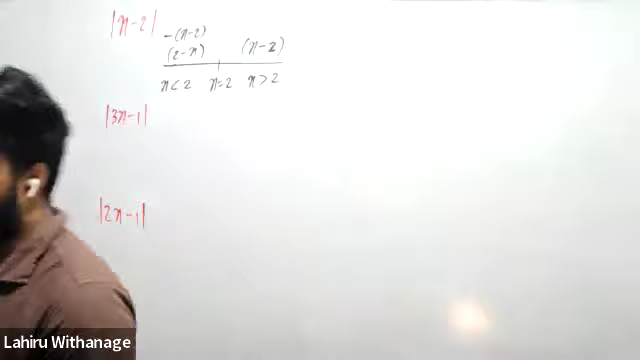 |x-2|
-(x-2)
(2-x) (x-2)
x<2 x=2 x>2
|3x-1|
|2x-1|
Lahiru Withanage